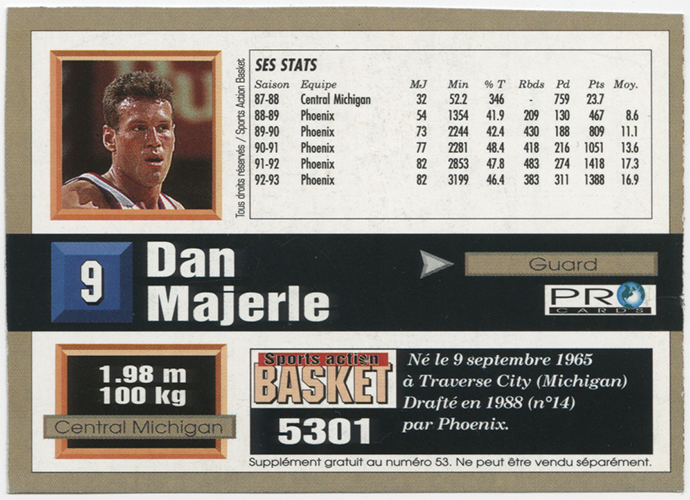 Tous droits réservés / Sports Action Basket
SES STATS
Saison Equipe MJ Min % T Rbds Pd Pts Moy.
87-88 Central Michigan 32 52.2 346 - 759 23.7
88-89 Phoenix 54 1354 41.9 209 130 467 8.6
89-90 Phoenix 73 2244 42.4 430 188 809 11.1
90-91 Phoenix 77 2281 48.4 418 216 1051 13.6
91-92 Phoenix 82 2853 47.8 483 274 1418 17.3
92-93 Phoenix 82 3199 46.4 383 311 1388 16.9
9
Dan
Majerle
Guard
PRO
CARDS
1.98 m
100 kg
Central Michigan
Sports action
BASKET
5301
Né le 9 septembre 1965
à Traverse City (Michigan)
Drafté en 1988 (n°14)
par Phoenix.
Supplément gratuit au numéro 53. Ne peut être vendu séparément.